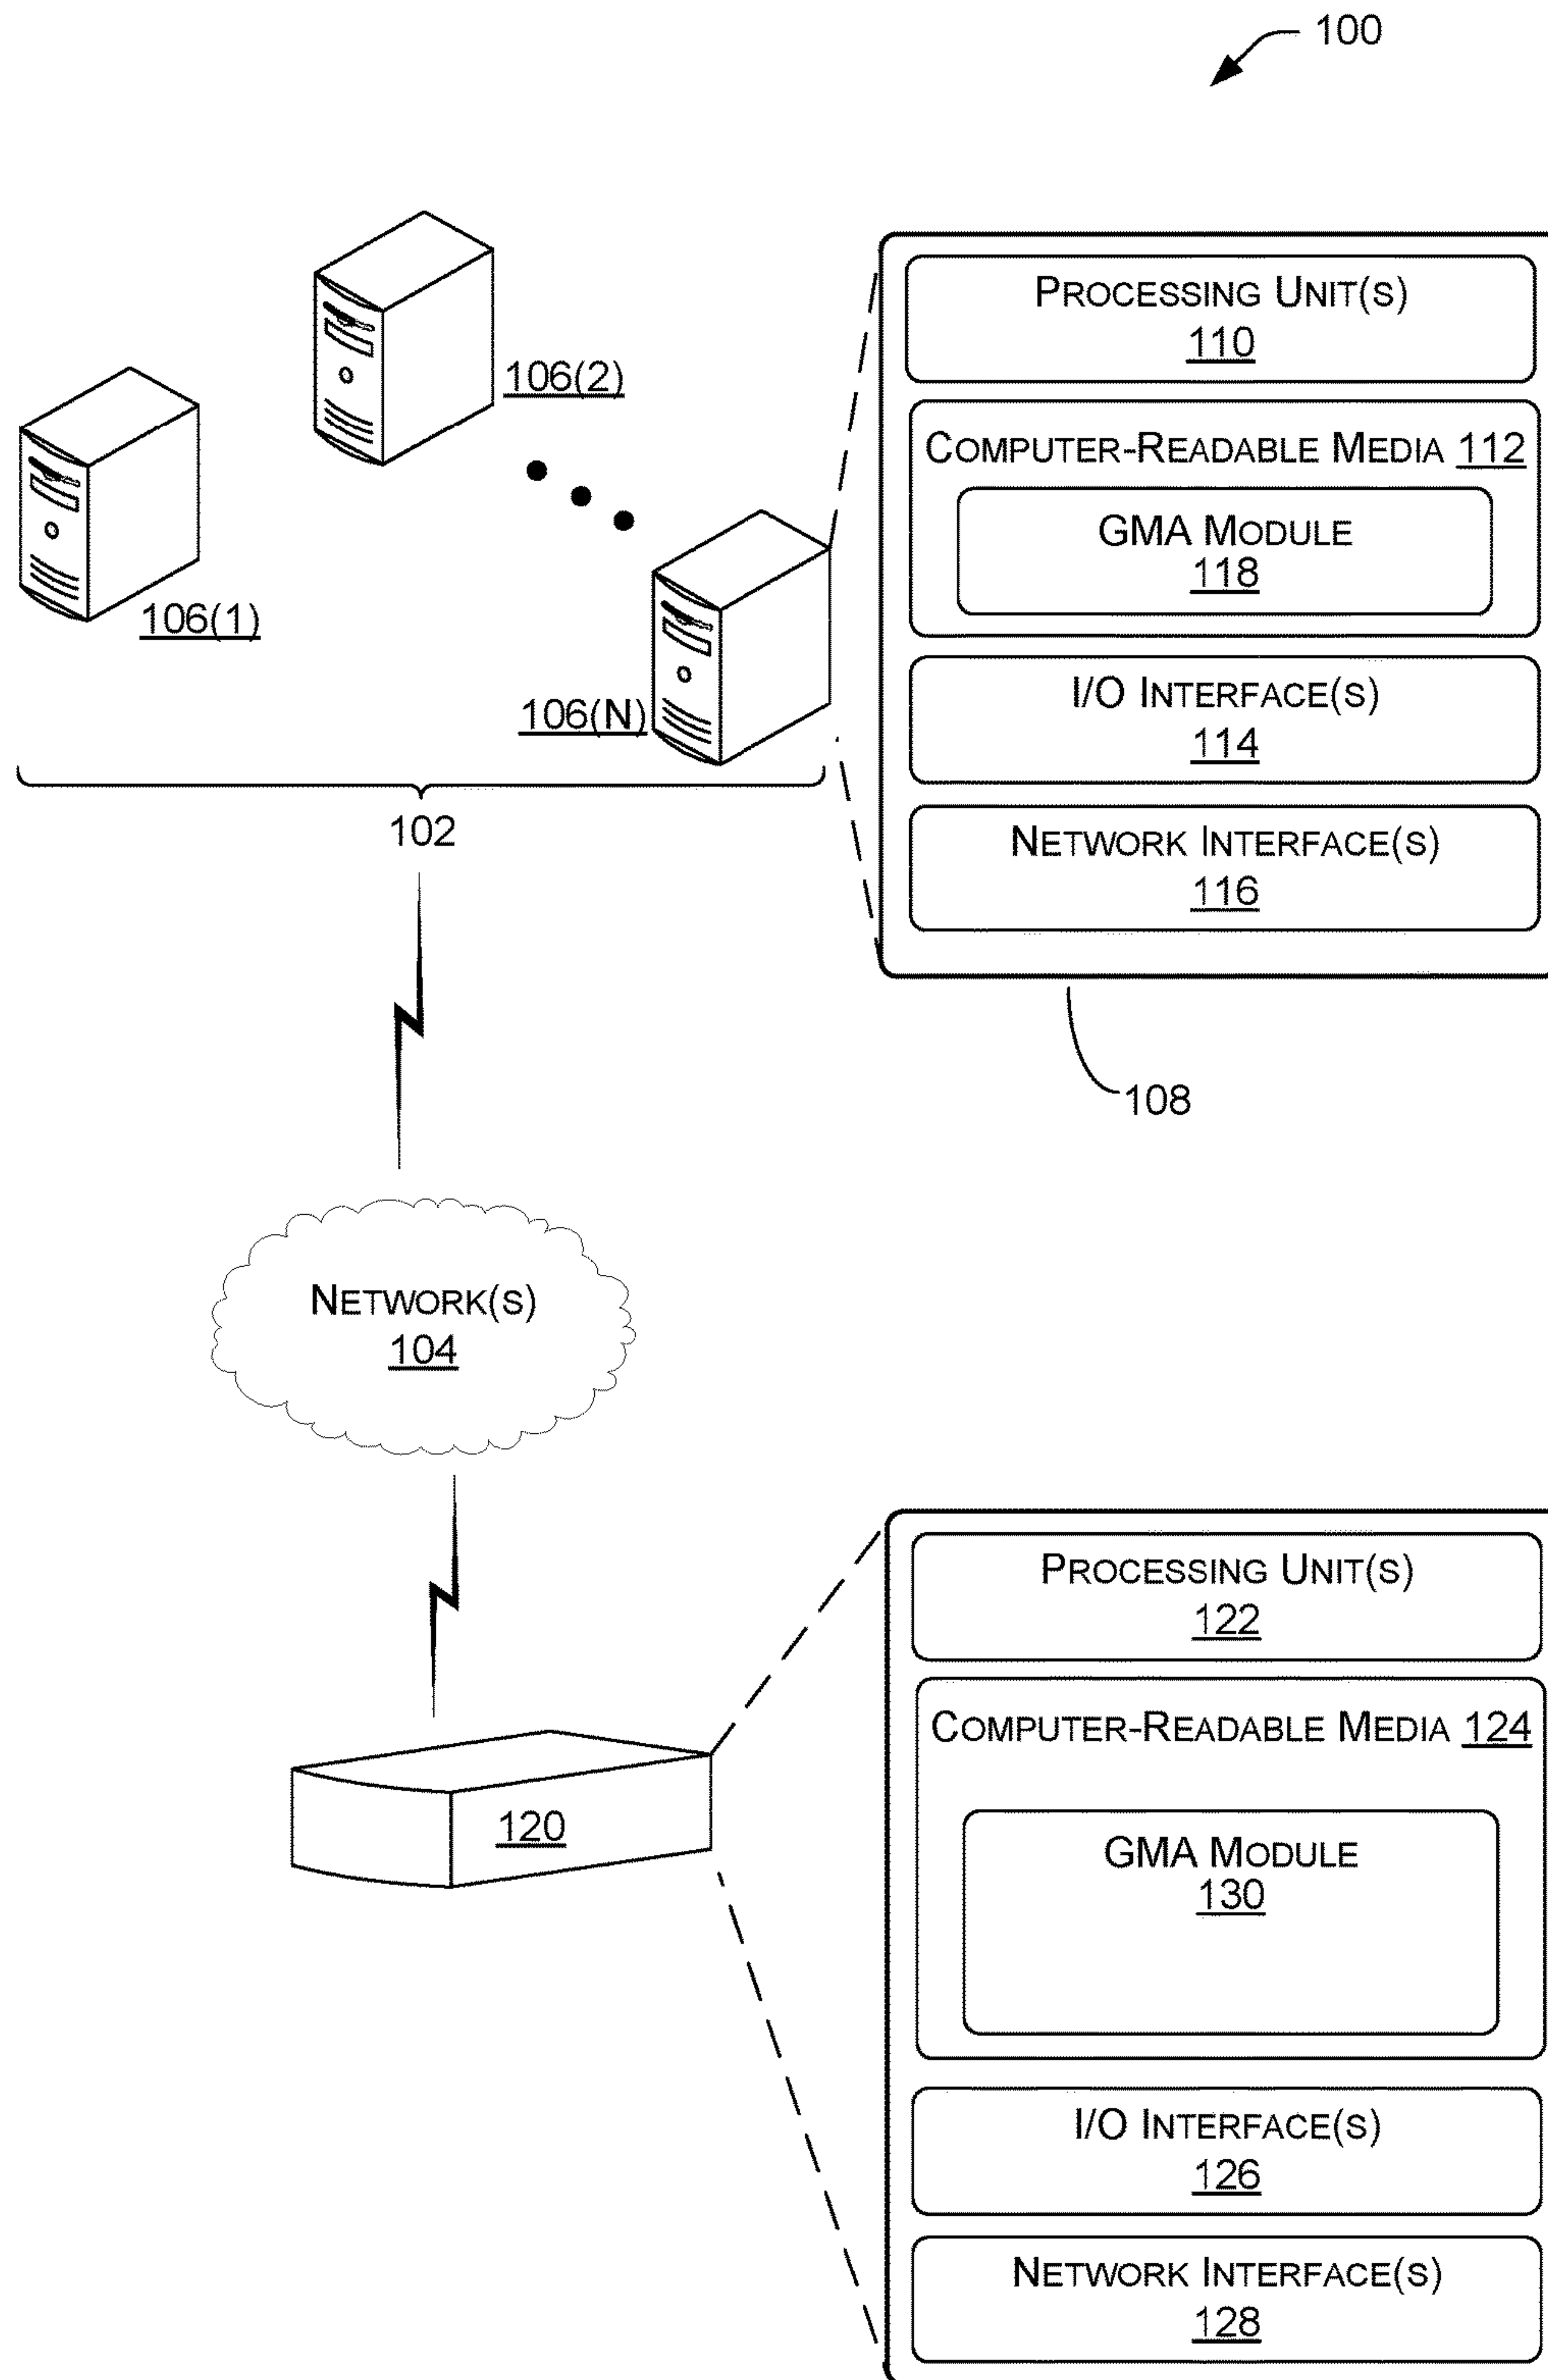 100
PROCESSING UNIT(S)
110
106(2)
COMPUTER-READABLE MEDIA 112
GMA MODULE
118
106(1)
I/O INTERFACE(S)
114
106(N)
102
NETWORK INTERFACE(S)
116
108
NETWORK(S)
104
PROCESSING UNIT(S)
122
COMPUTER-READABLE MEDIA 124
120
GMA MODULE
130
I/O INTERFACE(S)
126
NETWORK INTERFACE(S)
128